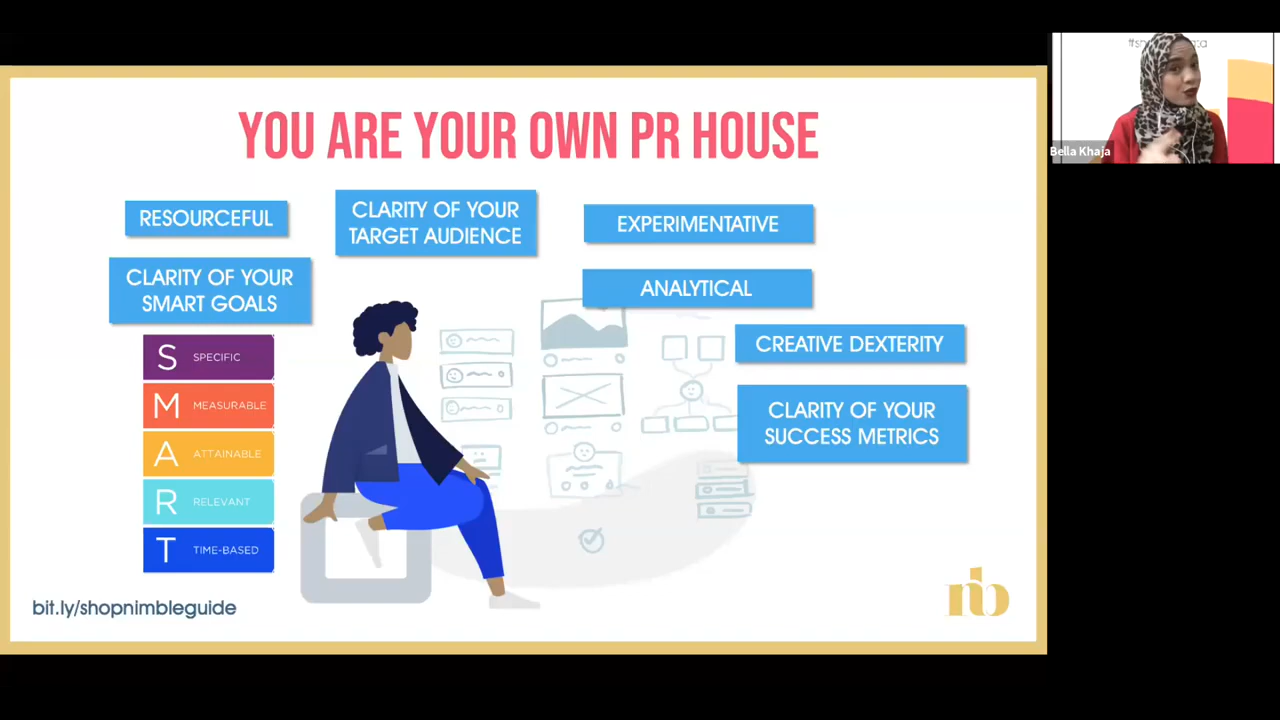 YOU ARE YOUR OWN PR HOUSE
RESOURCEFUL
CLARITY OF YOUR
TARGET AUDIENCE
EXPERIMENTATIVE
CLARITY OF YOUR
SMART GOALS
ANALYTICAL
CREATIVE DEXTERITY
CLARITY OF YOUR
SUCCESS METRICS
S SPECIFIC
M MEASURABLE
A ATTAINABLE
R RELEVANT
T TIME-BASED
bit.ly/shopnimbleguide
nb
Bella Khaja